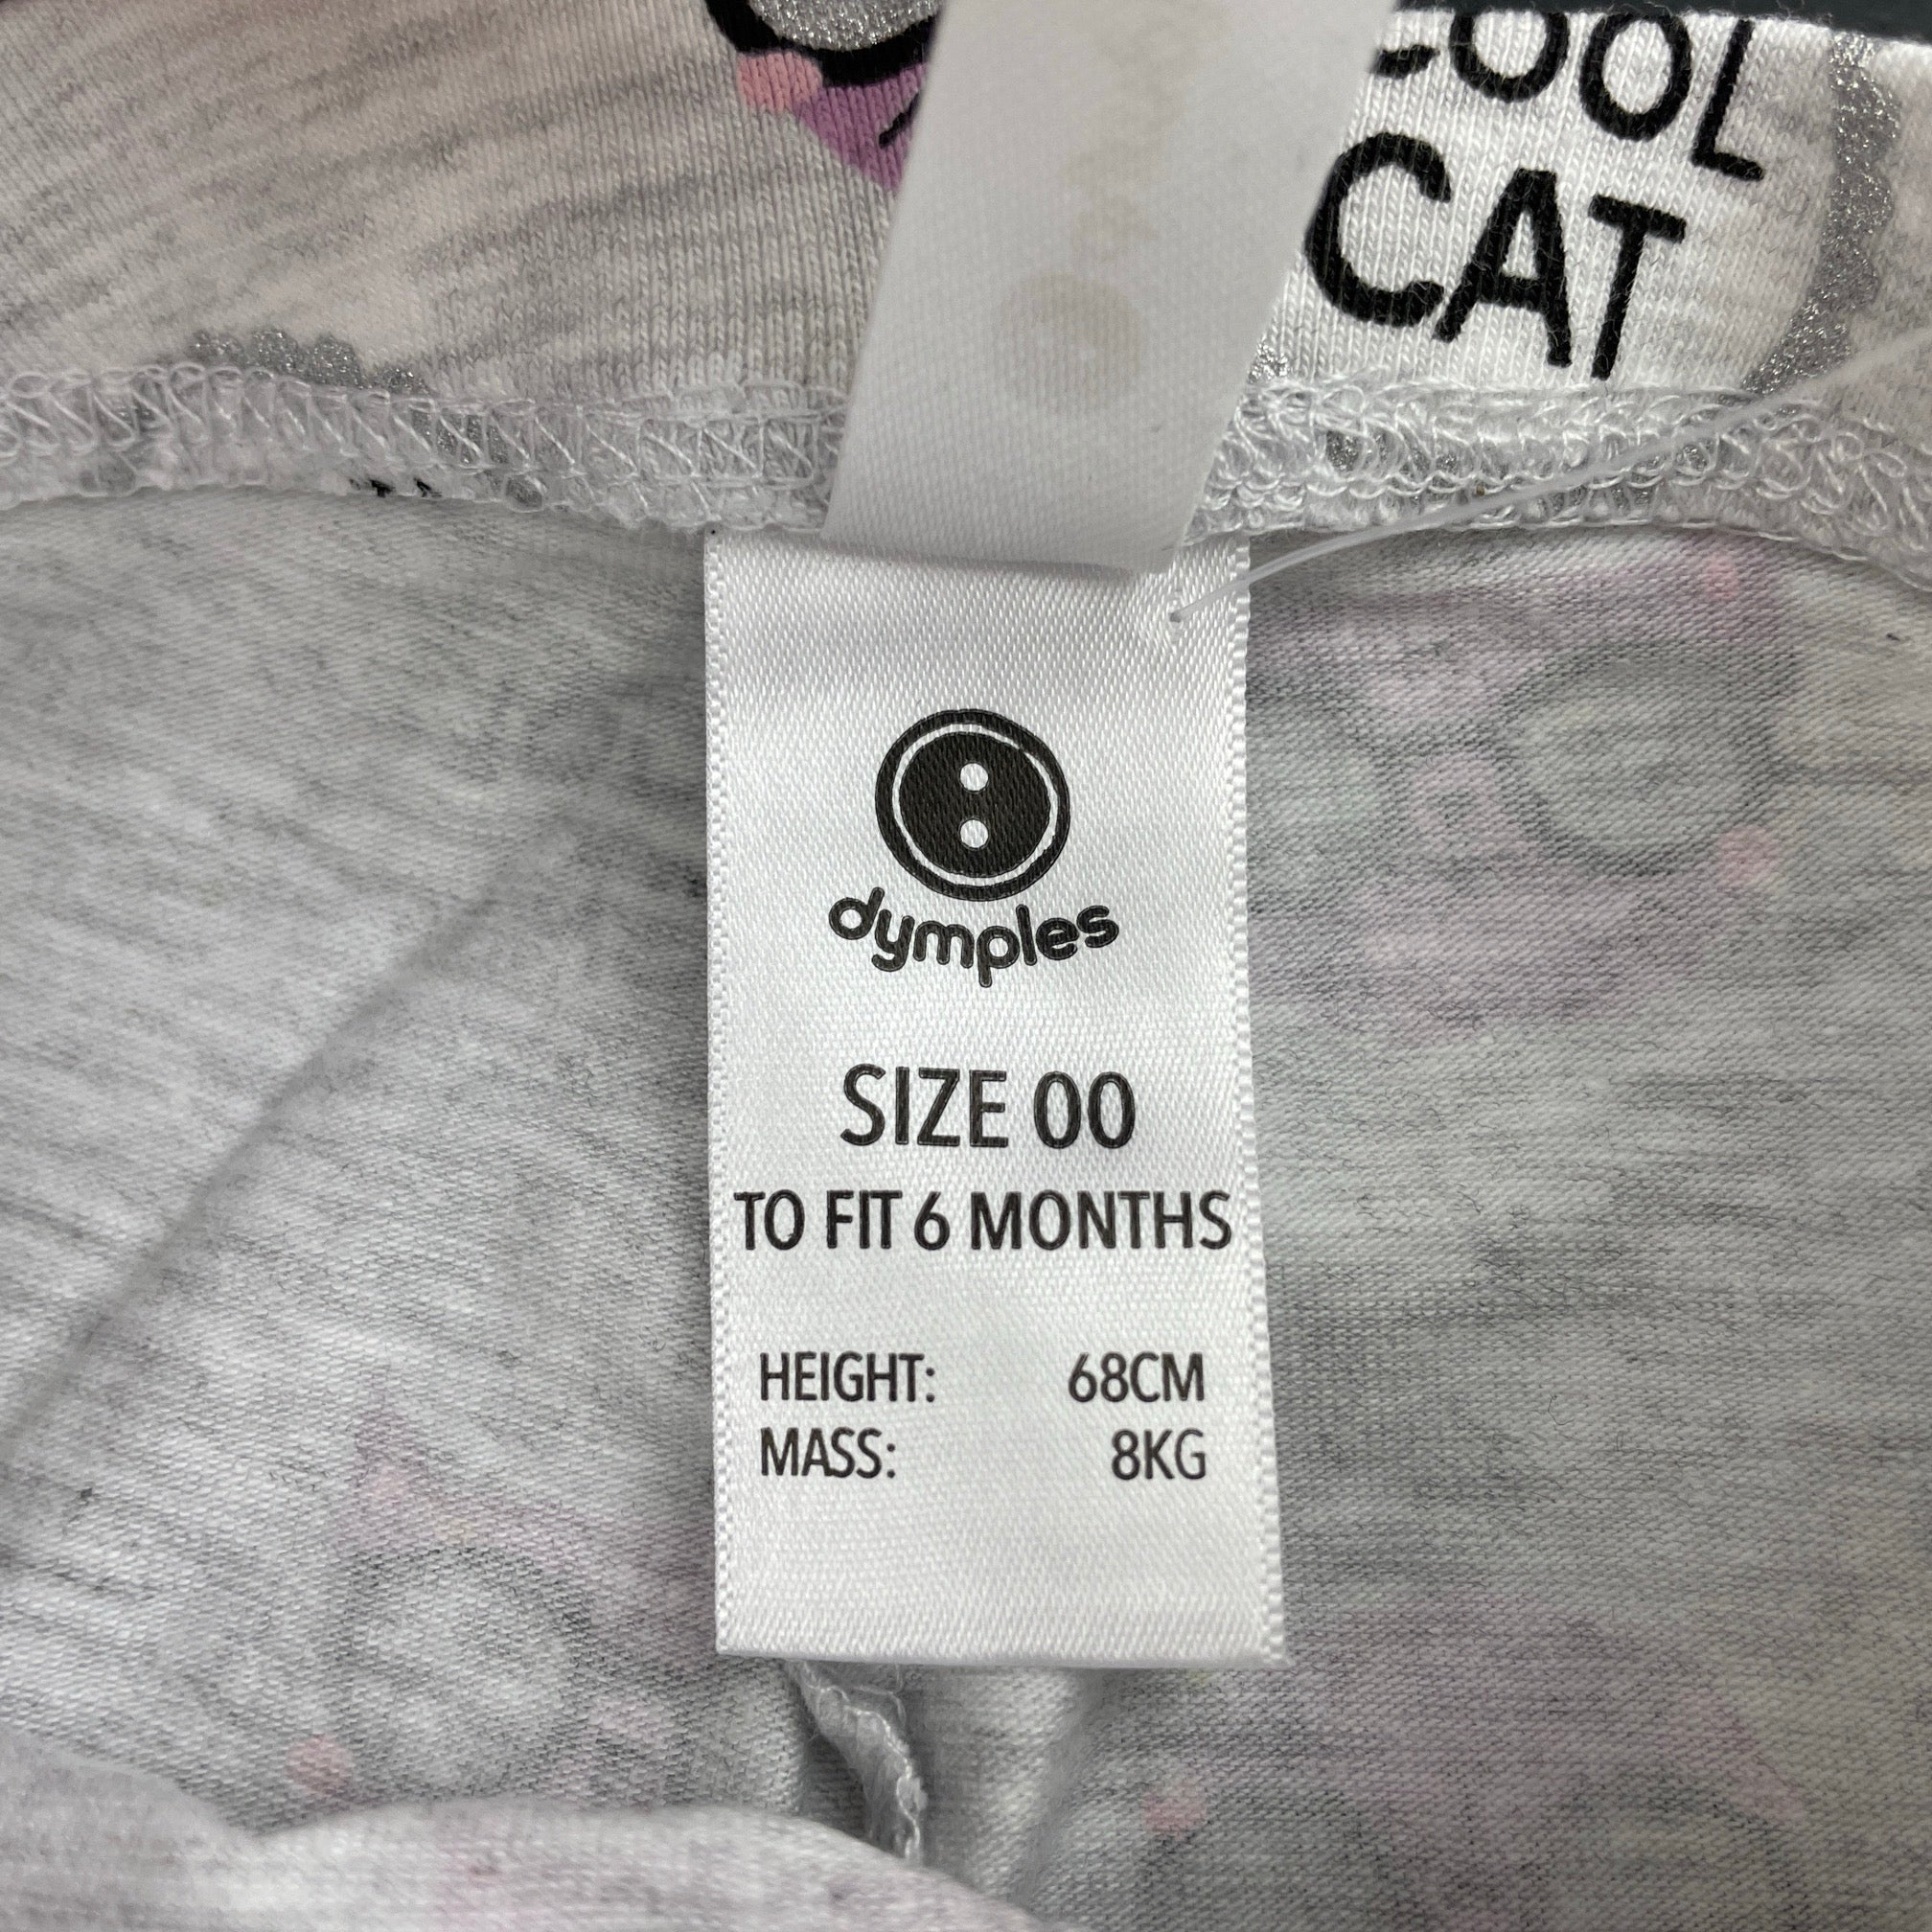 COOL
CAT
dymples
SIZE 00
TO FIT 6 MONTHS
HEIGHT: 68CM
MASS: 8KG